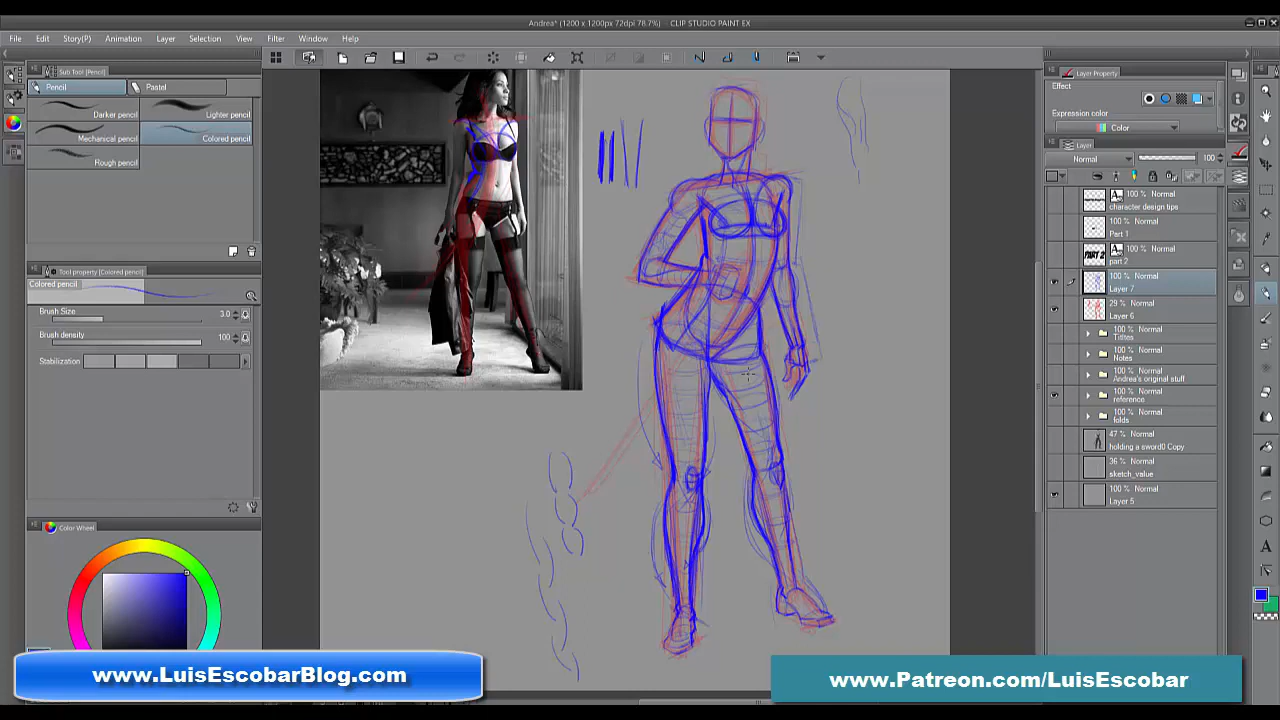 Andrea* (1200 x 1200px 72dpi 78.7%) - CLIP STUDIO PAINT EX
File Edit Story(P) Animation Layer Selection View Filter Window Help
Sub Tool [Pencil]
Pencil Pastel
Darker pencil Lighter pencil
Mechanical pencil Colored pencil
Rough pencil
Tool property [Colored pencil]
Colored pencil
Brush Size 3.0
Brush density 100
Stabilization
Color Wheel
Layer Property
Effect
Expression color
Color
Layer
Normal 100
100 % Normal
character design tips
100 % Normal
Part 1
100 % Normal
part 2
100 % Normal
Layer 7
29 % Normal
Layer 6
100 % Normal
Titltes
100 % Normal
Notes
100 % Normal
Andrea's original stuff
100 % Normal
reference
100 % Normal
folds
47 % Normal
holding a sword0 Copy
36 % Normal
sketch_value
100 % Normal
Layer 5
www.LuisEscobarBlog.com
www.Patreon.com/LuisEscobar